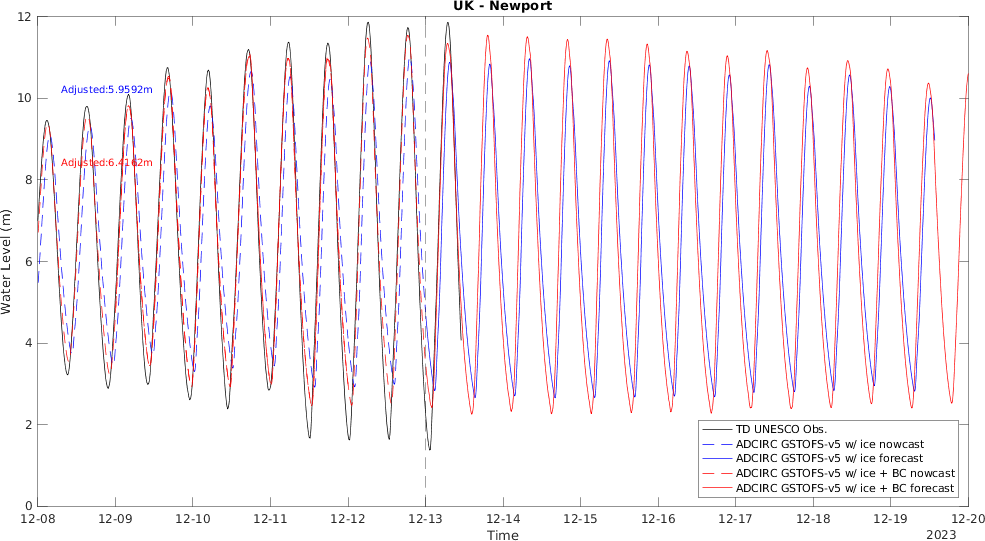 UK - Newport
12
10
8
6
4
2
0
Water Level (m)
Adjusted:5.9592m
Adjusted:6.4162m
TD UNESCO Obs.
ADCIRC GSTOFS-v5 w/ ice nowcast
ADCIRC GSTOFS-v5 w/ ice forecast
ADCIRC GSTOFS-v5 w/ ice + BC nowcast
ADCIRC GSTOFS-v5 w/ ice + BC forecast
12-08 12-09 12-10 12-11 12-12 12-13 12-14 12-15 12-16 12-17 12-18 12-19 12-20
Time
2023